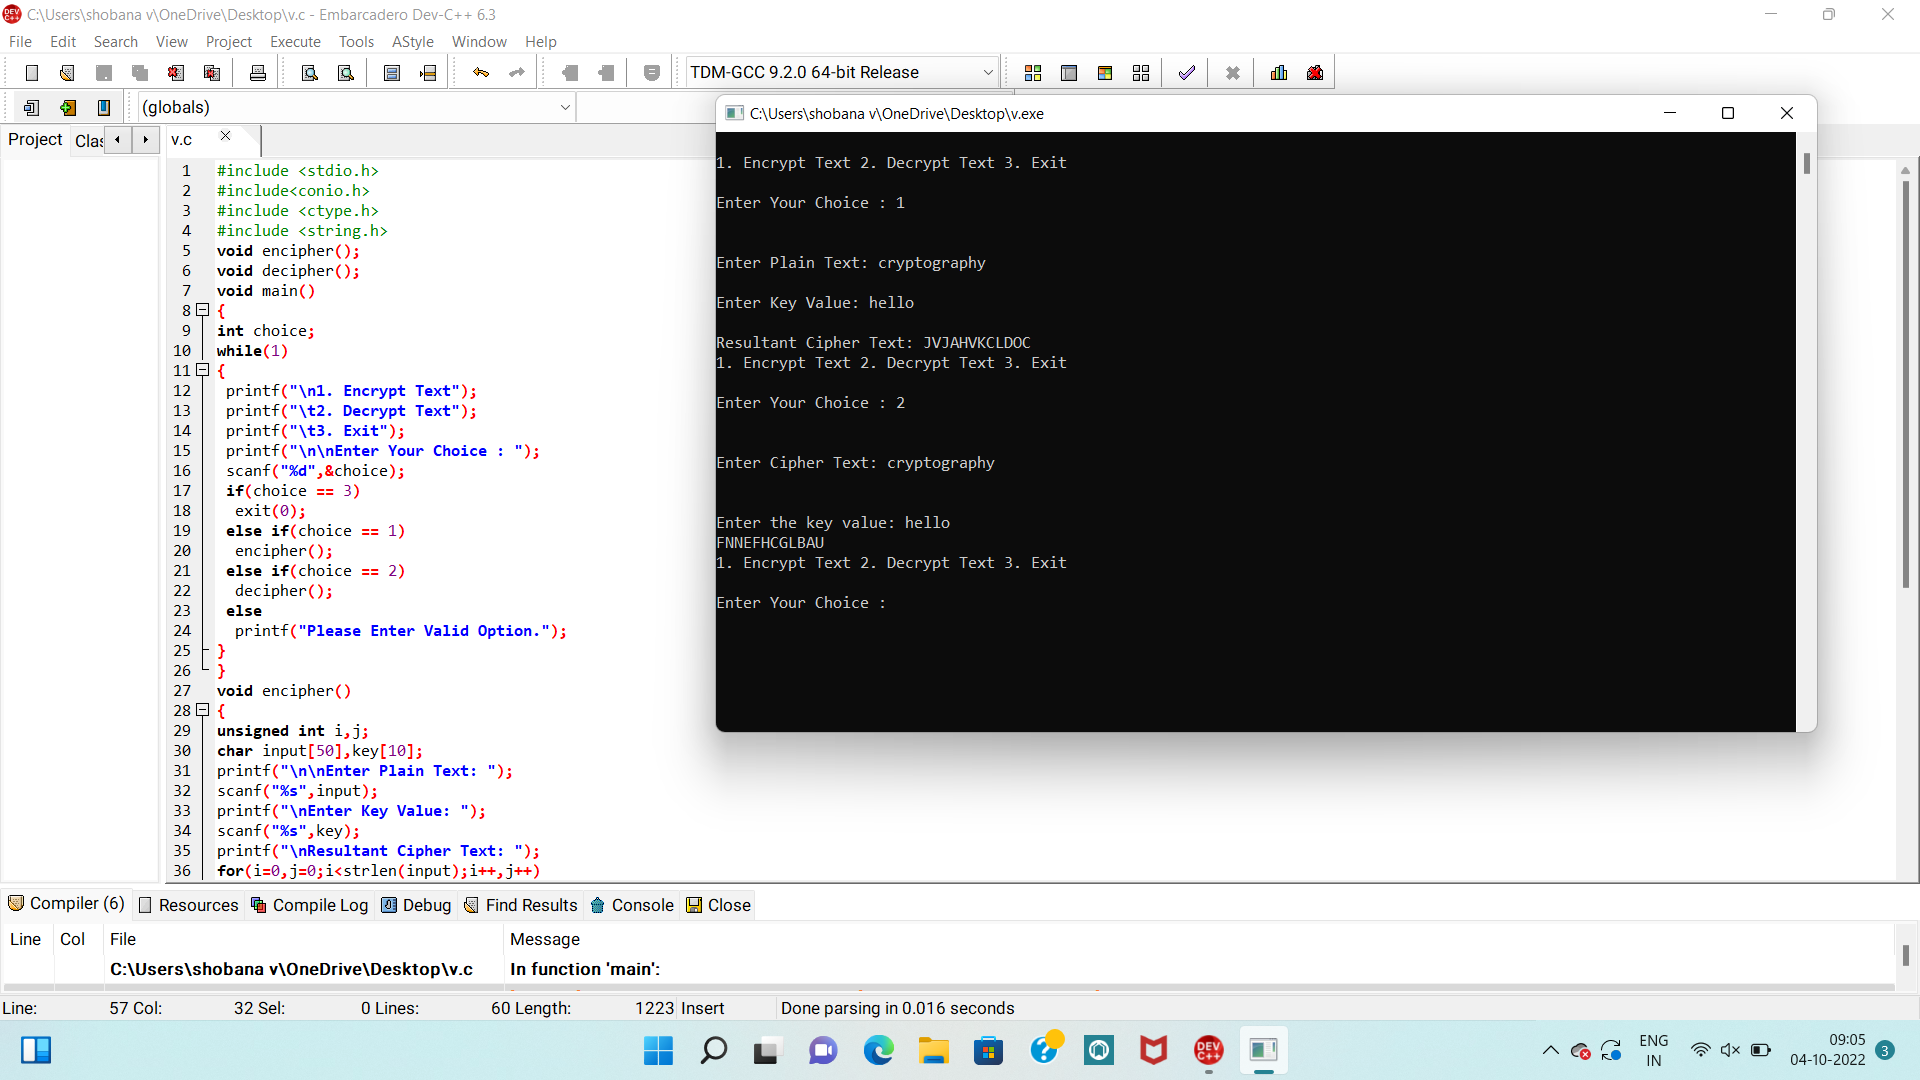 C:\Users\shobana v\OneDrive\Desktop\v.c - Embarcadero Dev-C++ 6.3
File Edit Search View Project Execute Tools AStyle Window Help
TDM-GCC 9.2.0 64-bit Release
(globals)
Project Clas
v.c
1 #include <stdio.h>
2 #include<conio.h>
3 #include <ctype.h>
4 #include <string.h>
5 void encipher();
6 void decipher();
7 void main()
8 {
9 int choice;
10 while(1)
11 {
12 printf("\n1. Encrypt Text");
13 printf("\t2. Decrypt Text");
14 printf("\t3. Exit");
15 printf("\n\nEnter Your Choice : ");
16 scanf("%d",&choice);
17 if(choice == 3)
18 exit(0);
19 else if(choice == 1)
20 encipher();
21 else if(choice == 2)
22 decipher();
23 else
24 printf("Please Enter Valid Option.");
25 }
26 }
27 void encipher()
28 {
29 unsigned int i,j;
30 char input[50],key[10];
31 printf("\n\nEnter Plain Text: ");
32 scanf("%s",input);
33 printf("\nEnter Key Value: ");
34 scanf("%s",key);
35 printf("\nResultant Cipher Text: ");
36 for(i=0,j=0;i<strlen(input);i++,j++)
C:\Users\shobana v\OneDrive\Desktop\v.exe
1. Encrypt Text 2. Decrypt Text 3. Exit
Enter Your Choice : 1
Enter Plain Text: cryptography
Enter Key Value: hello
Resultant Cipher Text: JVJAHVKCLDOC
1. Encrypt Text 2. Decrypt Text 3. Exit
Enter Your Choice : 2
Enter Cipher Text: cryptography
Enter the key value: hello
FNNEFHCGLBAU
1. Encrypt Text 2. Decrypt Text 3. Exit
Enter Your Choice :
Compiler (6) Resources Compile Log Debug Find Results Console Close
Line Col File Message
C:\Users\shobana v\OneDrive\Desktop\v.c In function 'main':
Line: 57 Col: 32 Sel: 0 Lines: 60 Length: 1223 Insert Done parsing in 0.016 seconds
DEV C++
ENG
IN
09:05
04-10-2022
3